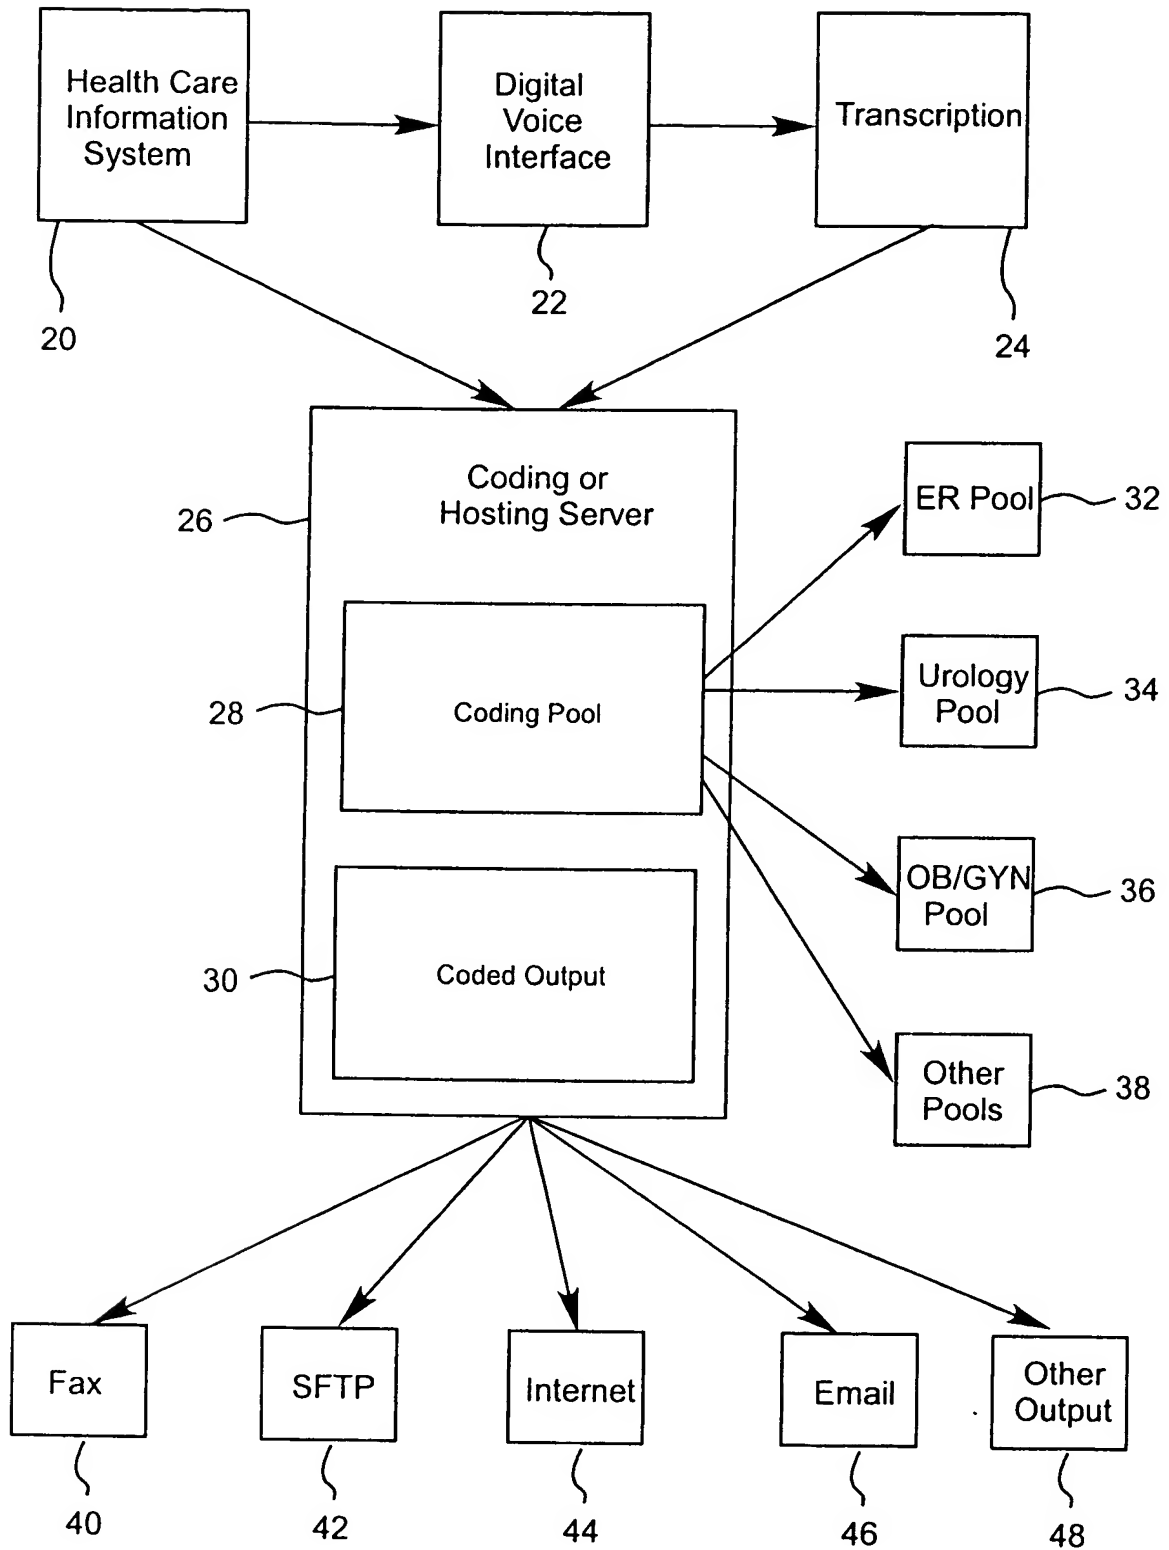 Health Care
Information
System
Digital
Voice
Interface
Transcription
20
22
24
Coding or
Hosting Server
26
ER Pool
32
Urology
Pool
34
28
Coding Pool
OB/GYN
Pool
36
30
Coded Output
Other
Pools
38
Fax
SFTP
Internet
Email
Other
Output
40
42
44
46
48